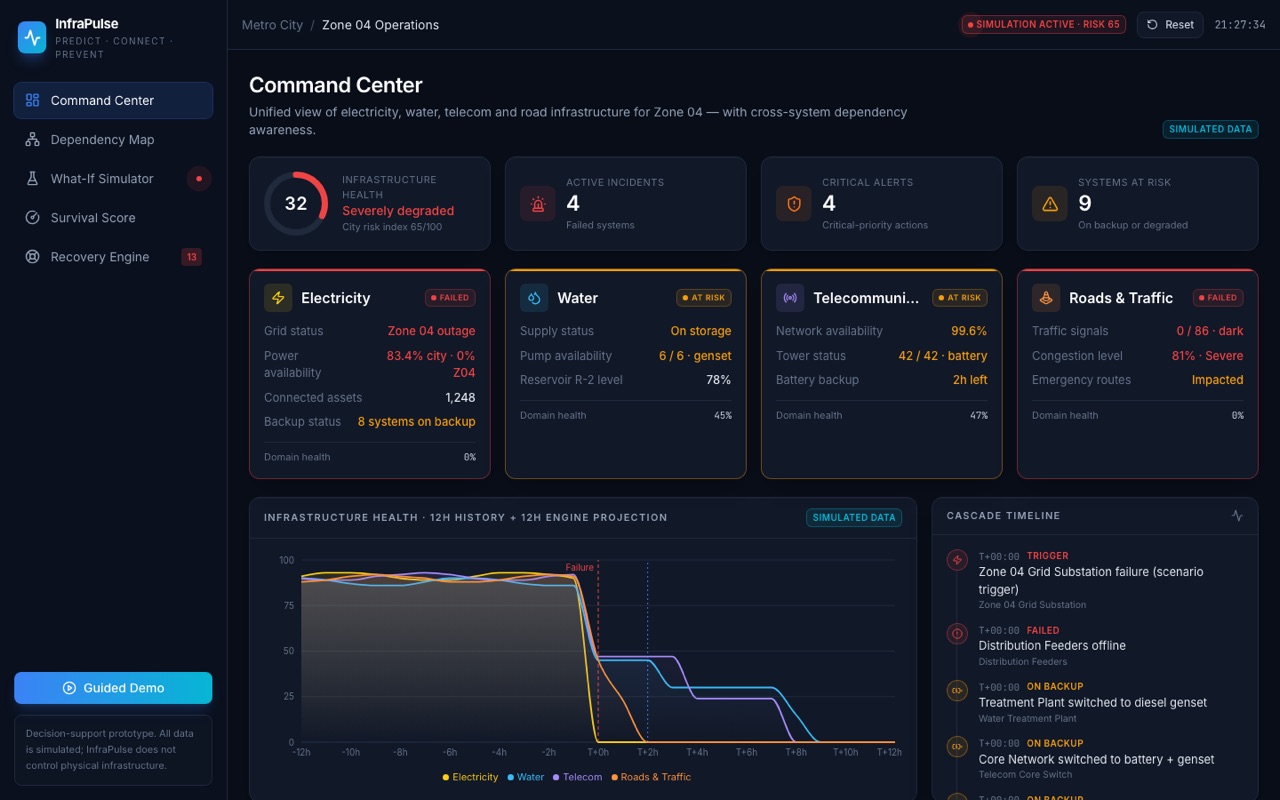 InfraPulse
PREDICT · CONNECT ·
PREVENT
Command Center
Dependency Map
What-If Simulator
Survival Score
Recovery Engine 13
Guided Demo
Decision-support prototype. All data
is simulated; InfraPulse does not
control physical infrastructure.
Metro City / Zone 04 Operations
SIMULATION ACTIVE · RISK 65
Reset
21:27:34
Command Center
Unified view of electricity, water, telecom and road infrastructure for Zone 04 — with cross-system dependency
awareness.
SIMULATED DATA
32
INFRASTRUCTURE
HEALTH
Severely degraded
City risk index 65/100
ACTIVE INCIDENTS
4
Failed systems
CRITICAL ALERTS
4
Critical-priority actions
SYSTEMS AT RISK
9
On backup or degraded
Electricity FAILED
Grid status Zone 04 outage
Power 83.4% city · 0%
availability Z04
Connected assets 1,248
Backup status 8 systems on backup
Domain health 0%
Water AT RISK
Supply status On storage
Pump availability 6 / 6 · genset
Reservoir R-2 level 78%
Domain health 45%
Telecommuni... AT RISK
Network availability 99.6%
Tower status 42 / 42 · battery
Battery backup 2h left
Domain health 47%
Roads & Traffic FAILED
Traffic signals 0 / 86 · dark
Congestion level 81% · Severe
Emergency routes Impacted
Domain health 0%
INFRASTRUCTURE HEALTH · 12H HISTORY + 12H ENGINE PROJECTION
SIMULATED DATA
Failure
100
75
50
25
0
-12h -10h -8h -6h -4h -2h T+0h T+2h T+4h T+6h T+8h T+10h T+12h
Electricity Water Telecom Roads & Traffic
CASCADE TIMELINE
T+00:00 TRIGGER
Zone 04 Grid Substation failure (scenario
trigger)
Zone 04 Grid Substation
T+00:00 FAILED
Distribution Feeders offline
Distribution Feeders
T+00:00 ON BACKUP
Treatment Plant switched to diesel genset
Water Treatment Plant
T+00:00 ON BACKUP
Core Network switched to battery + genset
Telecom Core Switch
T+00:00 ON BACKUP